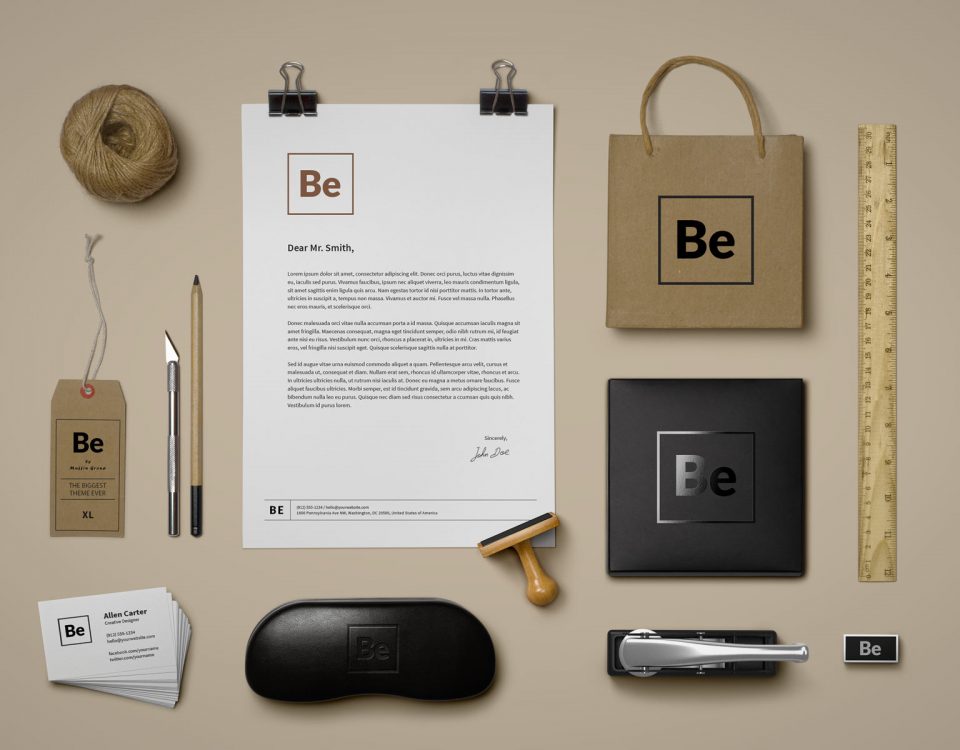 Be
Dear Mr. Smith,
Lorem ipsum dolor sit amet, consectetur adipiscing elit. Donec orci purus, luctus vitae dignissim
eu, iaculis sed purus. Vivamus faucibus, ipsum nec aliquet viverra, leo mauris condimentum ligula,
sit amet sagittis enim ligula quis arcu. Nam egestas tortor id nisi porttitor mattis. In tortor ante,
ultricies in suscipit a, tempus non massa. Vivamus et auctor mi. Fusce vel massa nulla. Phasellus
nec eros mauris, et scelerisque orci.
Donec malesuada orci vitae nulla accumsan porta a id massa. Quisque accumsan iaculis magna sit
amet fringilla. Maecenas consequat, magna eget tincidunt semper, odio nibh rutrum mi, id feugiat
ante nisi eu risus. Vestibulum nunc orci, rhoncus a placerat in, ultricies in mi. Cras mattis varius
eros, vel fringilla nisi suscipit eget. Quisque scelerisque sagittis nulla at porttitor.
Sed id augue vitae urna euismod commodo aliquet a quam. Pellentesque arcu velit, cursus et
malesuada ut, consequat et diam. Nullam erat sem, rhoncus id ullamcorper vitae, rhoncus et arcu.
In ultricies ultricies nulla, ut rutrum nisi iaculis at. Donec eu magna a metus ornare faucibus. Fusce
aliquet faucibus ultricies. Morbi semper, est id tincidunt gravida, sem arcu adipiscing lacus, ac
bibendum nulla leo eu purus. Quisque nec diam sed risus consectetur a ccumsan quis quis nibh.
Vestibulum id purus lorem.
Sincerely,
John Doe
BE
(912) 555-1234 / hello@yourwebsite.com
1600 Pennsylvania Ave NW, Washington, DC 20500, United States of America
Be
Be
by
Muffin Group
THE BIGGEST
THEME EVER
XL
Be
Be
Allen Carter
Creative Designer
(912) 555-1234
hello@yourwebsite.com
facebook.com/yourname
twitter.com/yourname
Be
Be